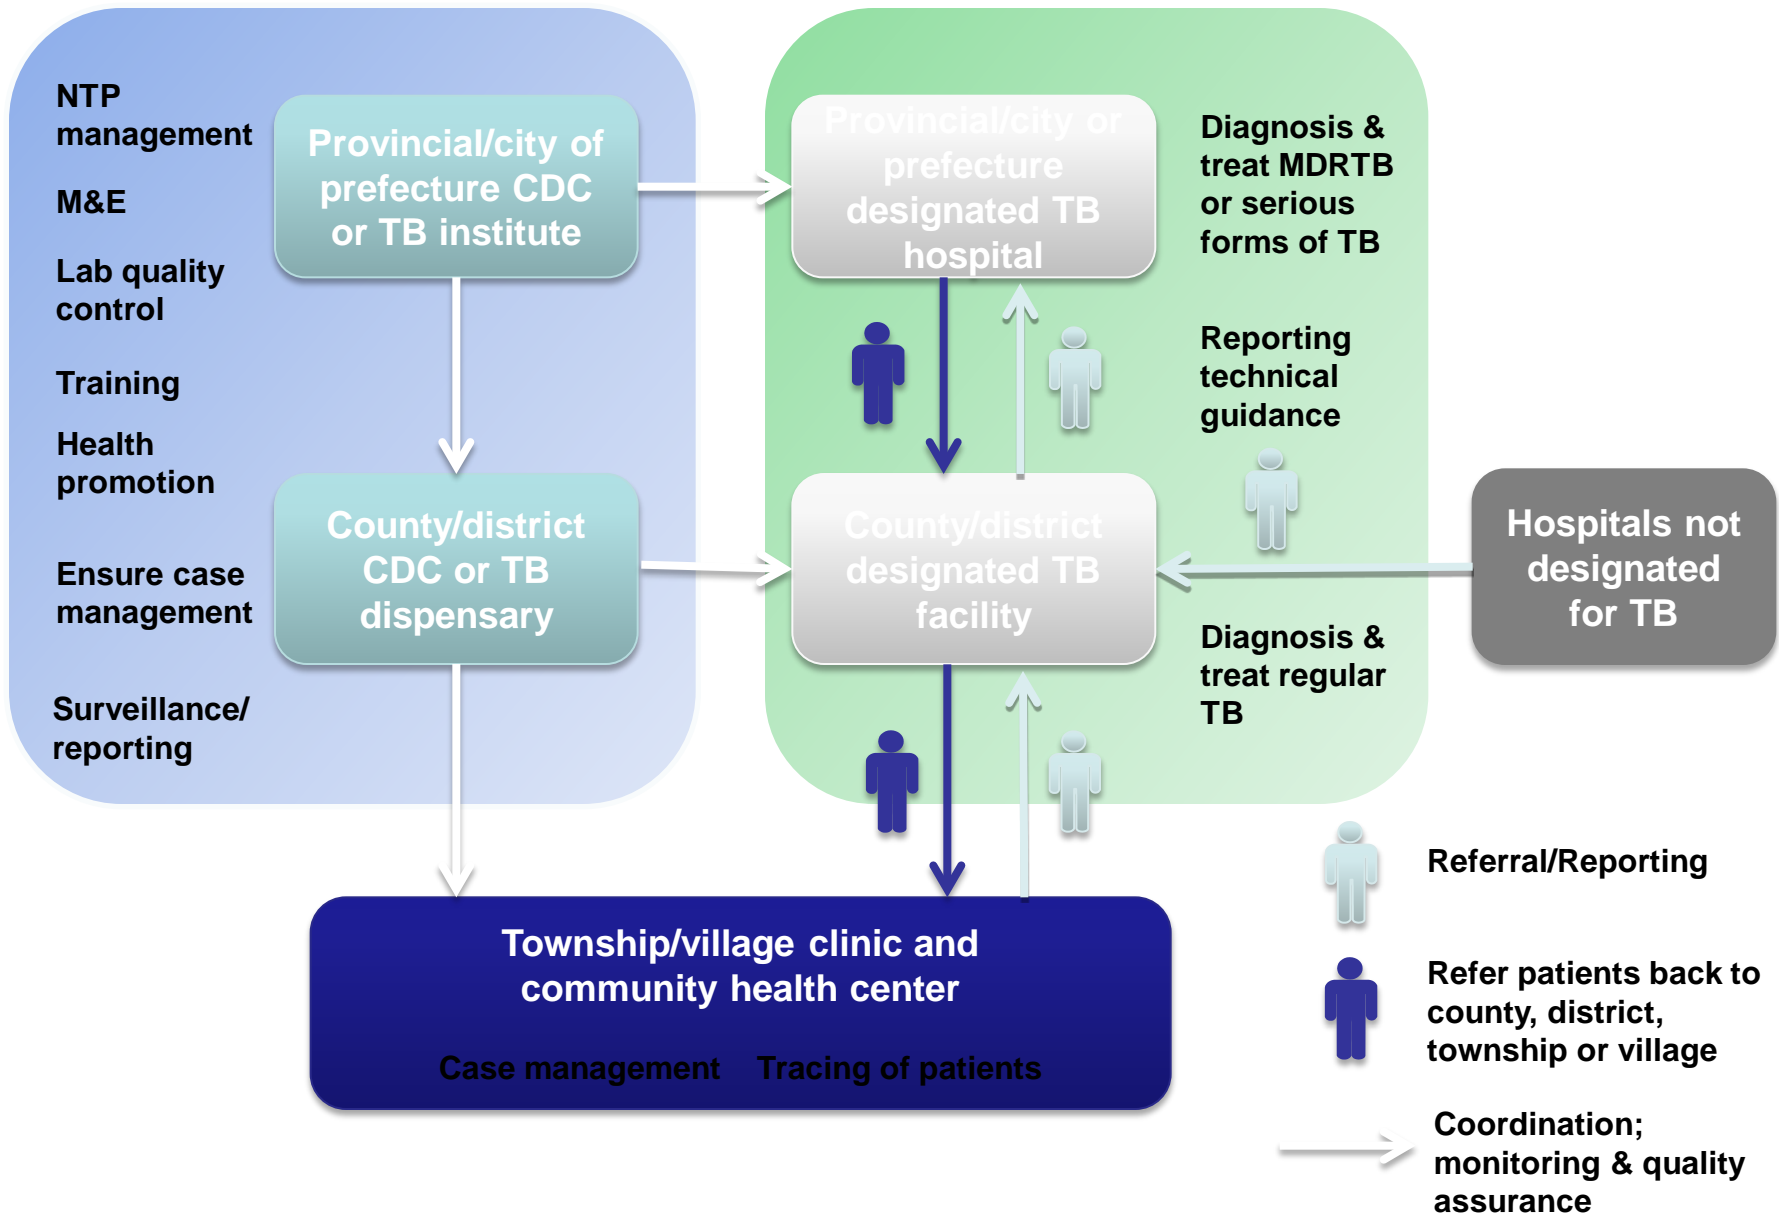 NTP
management
M&E
Lab quality
control
Training
Health
promotion
Ensure case
management
Surveillance/
reporting
Provincial/city of
prefecture CDC
or TB institute
County/district
CDC or TB
dispensary
Provincial/city or
prefecture
designated TB
hospital
County/district
designated TB
facility
Diagnosis &
treat MDRTB
or serious
forms of TB
Reporting
technical
guidance
Diagnosis &
treat regular
TB
Hospitals not
designated
for TB
Township/village clinic and
community health center
Case management Tracing of patients
Referral/Reporting
Refer patients back to
county, district,
township or village
Coordination;
monitoring & quality
assurance